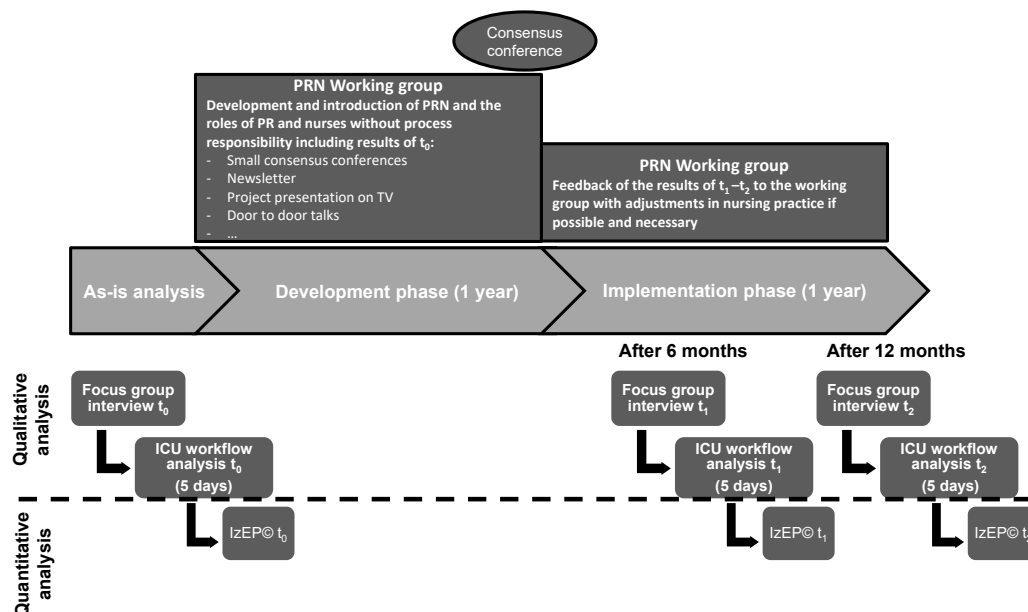 Consensus
conference
PRN Working group
Development and introduction of PRN and the
roles of PR and nurses without process
responsibility including results of t₀:
- Small consensus conferences
- Newsletter
- Project presentation on TV
- Door to door talks
- ...
PRN Working group
Feedback of the results of t₁–t₂ to the working
group with adjustments in nursing practice if
possible and necessary
As-is analysis
Development phase (1 year)
Implementation phase (1 year)
After 6 months
After 12 months
Qualitative
analysis
Focus group
interview t₀
Focus group
interview t₁
Focus group
interview t₂
ICU workflow
analysis t₀
(5 days)
ICU workflow
analysis t₁
(5 days)
ICU workflow
analysis t₂
(5 days)
Quantitative
analysis
IzEP© t₀
IzEP© t₁
IzEP© t₂